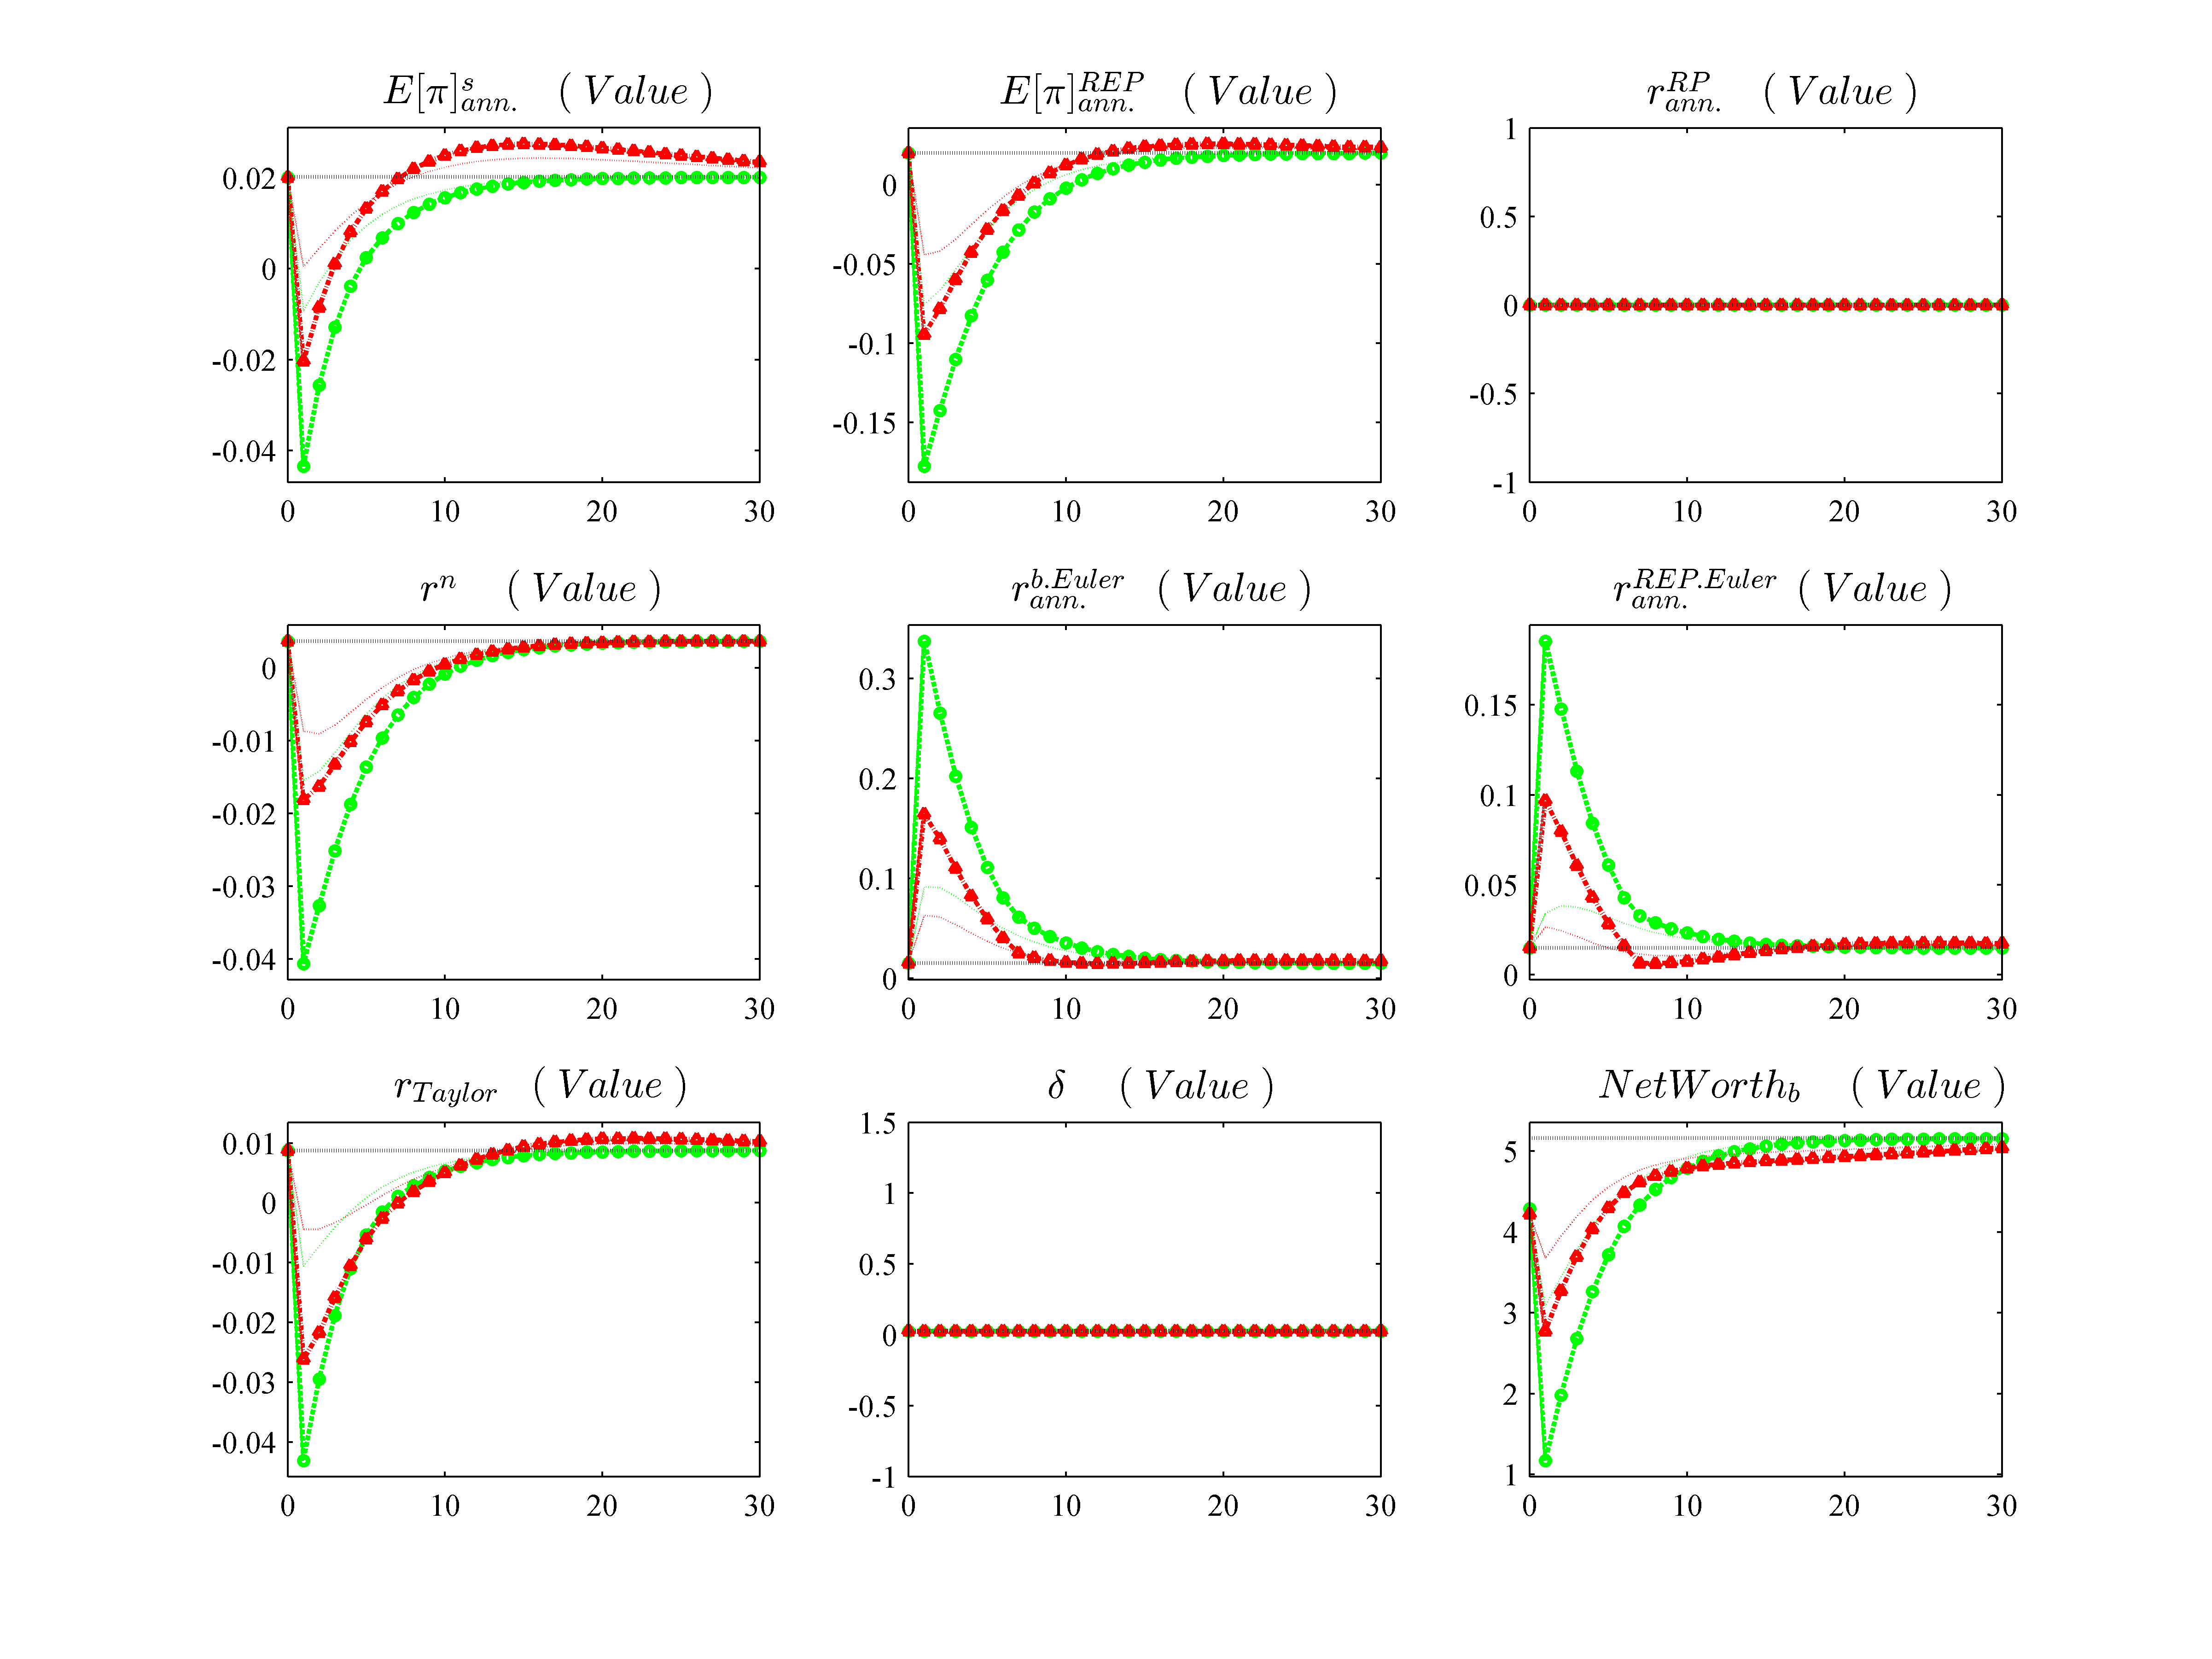 E[π]^s_ann. ( Value )
E[π]^REP_ann. ( Value )
r^RP_ann. ( Value )
0.02
0
-0.02
-0.04
0 10 20 30
0
-0.05
-0.1
-0.15
0 10 20 30
1
0.5
0
-0.5
-1
0 10 20 30
r^n ( Value )
r^b.Euler_ann. ( Value )
r^REP.Euler_ann. ( Value )
0
-0.01
-0.02
-0.03
-0.04
0 10 20 30
0.3
0.2
0.1
0
0 10 20 30
0.15
0.1
0.05
0
0 10 20 30
r_Taylor ( Value )
δ ( Value )
NetWorth_b ( Value )
0.01
0
-0.01
-0.02
-0.03
-0.04
0 10 20 30
1.5
1
0.5
0
-0.5
-1
0 10 20 30
5
4
3
2
1
0 10 20 30